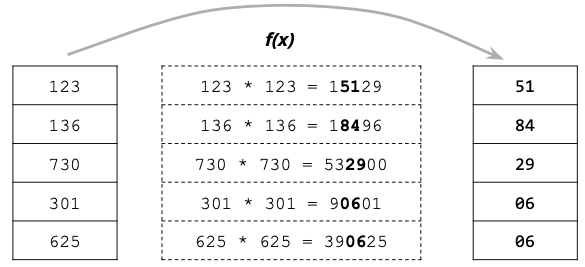 f(x)
123 123 * 123 = 15129 51
136 136 * 136 = 18496 84
730 730 * 730 = 532900 29
301 301 * 301 = 90601 06
625 625 * 625 = 390625 06